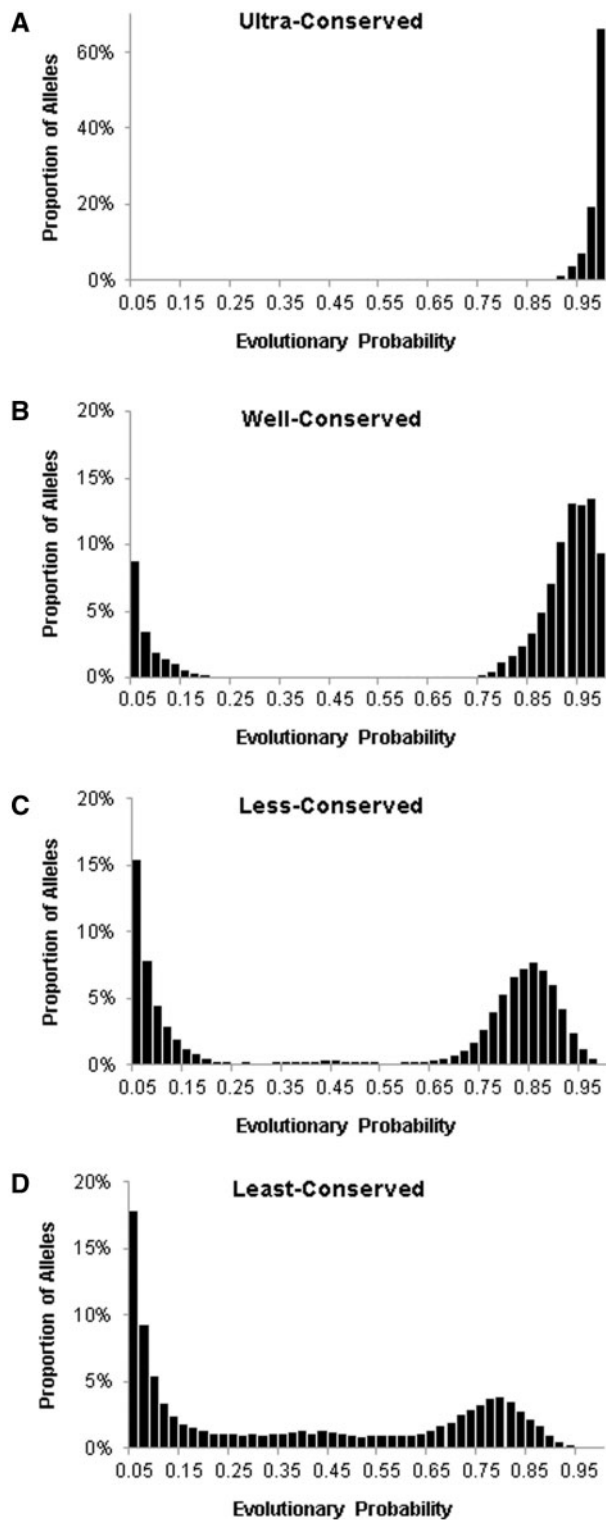 A
Ultra-Conserved
Proportion of Alleles
60%
40%
20%
0%
0.05 0.15 0.25 0.35 0.45 0.55 0.65 0.75 0.85 0.95
Evolutionary Probability
B
Well-Conserved
Proportion of Alleles
20%
15%
10%
5%
0%
0.05 0.15 0.25 0.35 0.45 0.55 0.65 0.75 0.85 0.95
Evolutionary Probability
C
Less-Conserved
Proportion of Alleles
20%
15%
10%
5%
0%
0.05 0.15 0.25 0.35 0.45 0.55 0.65 0.75 0.85 0.95
Evolutionary Probability
D
Least-Conserved
Proportion of Alleles
20%
15%
10%
5%
0%
0.05 0.15 0.25 0.35 0.45 0.55 0.65 0.75 0.85 0.95
Evolutionary Probability